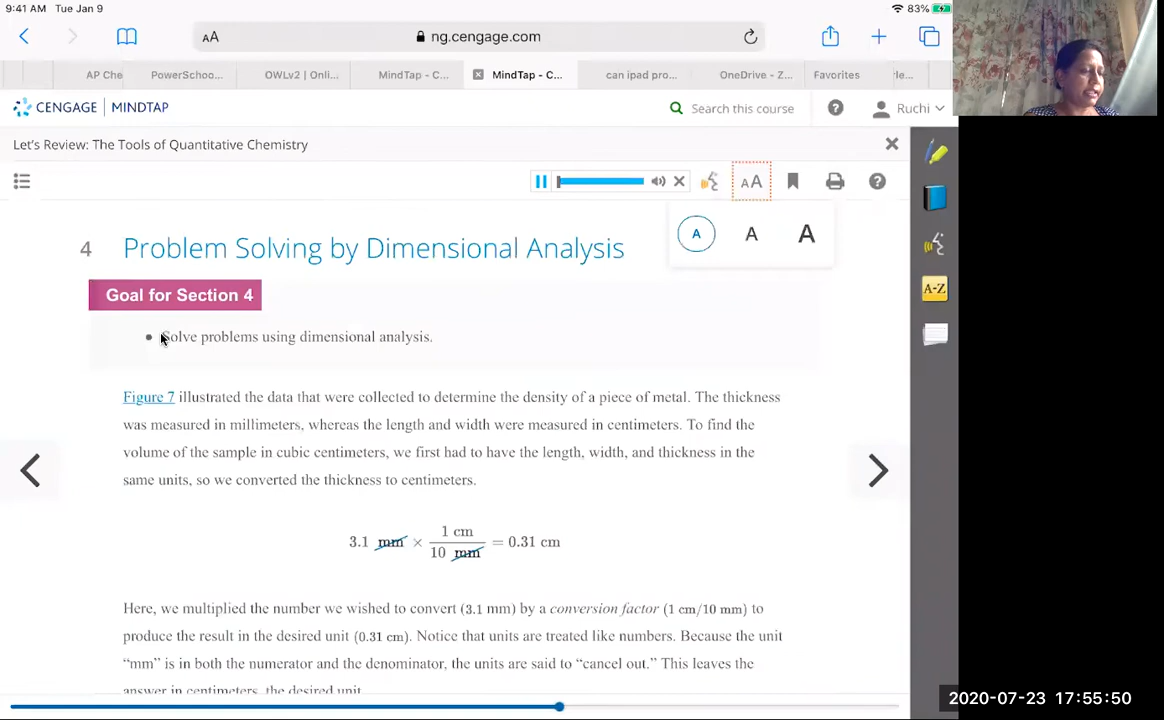 9:41 AM Tue Jan 9
83%
AA
ng.cengage.com
AP Che
PowerSchoo...
OWLv2 | Onli...
MindTap - C...
MindTap - C...
can ipad pro...
OneDrive - Z...
Favorites
le...
CENGAGE | MINDTAP
Search this course
?
Ruchi
Let's Review: The Tools of Quantitative Chemistry
AA
?
A A A
4 Problem Solving by Dimensional Analysis
A-Z
Goal for Section 4
• Solve problems using dimensional analysis.
Figure 7 illustrated the data that were collected to determine the density of a piece of metal. The thickness
was measured in millimeters, whereas the length and width were measured in centimeters. To find the
volume of the sample in cubic centimeters, we first had to have the length, width, and thickness in the
same units, so we converted the thickness to centimeters.
3.1 mm × 1 cm / 10 mm = 0.31 cm
Here, we multiplied the number we wished to convert (3.1 mm) by a conversion factor (1 cm/10 mm) to
produce the result in the desired unit (0.31 cm). Notice that units are treated like numbers. Because the unit
“mm” is in both the numerator and the denominator, the units are said to “cancel out.” This leaves the
answer in centimeters, the desired unit.
2020-07-23 17:55:50